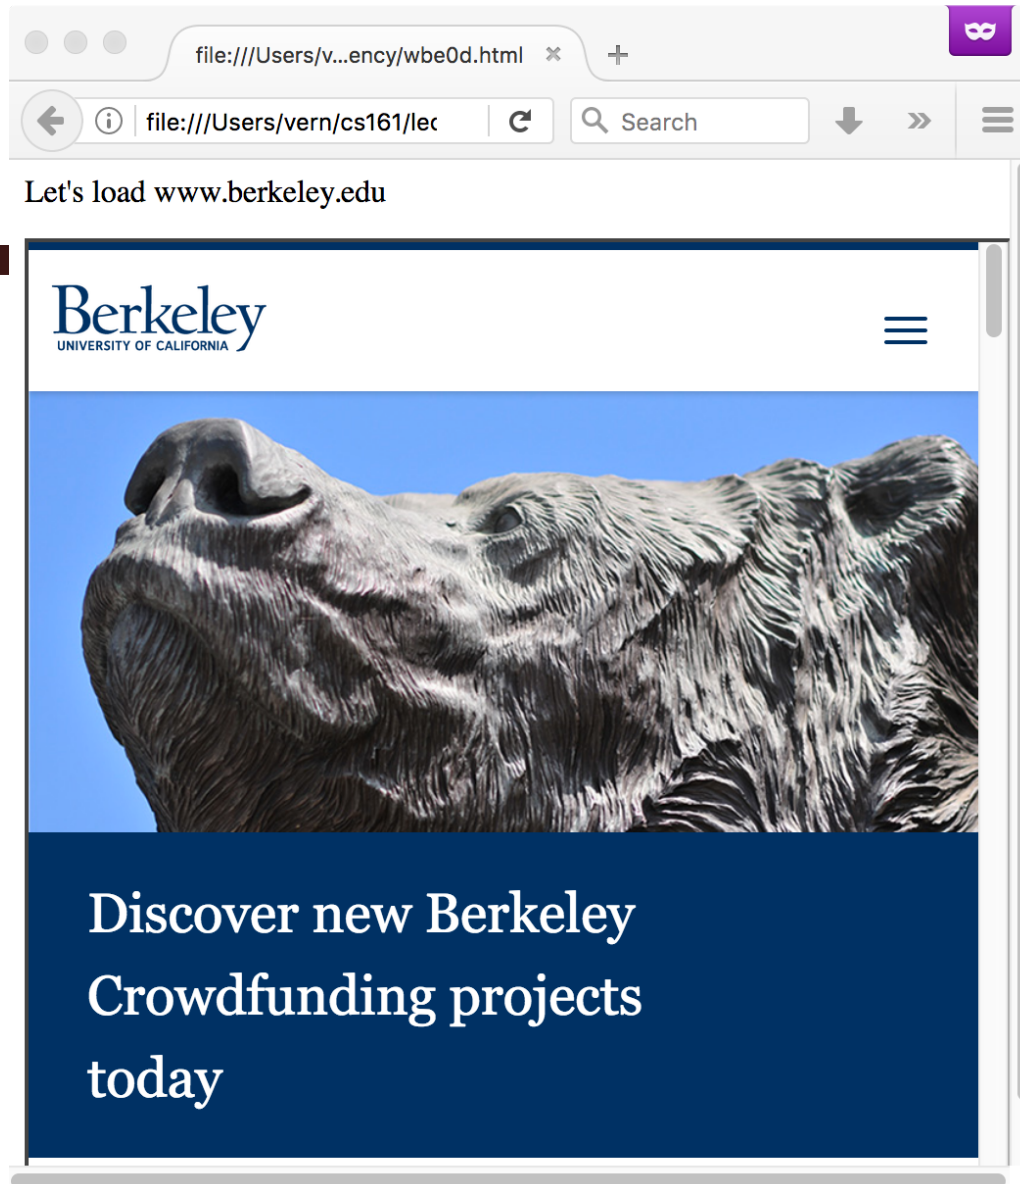 file:///Users/v...ency/wbe0d.html
file:///Users/vern/cs161/lec
Search
Let's load www.berkeley.edu
Berkeley
UNIVERSITY OF CALIFORNIA
Discover new Berkeley
Crowdfunding projects
today